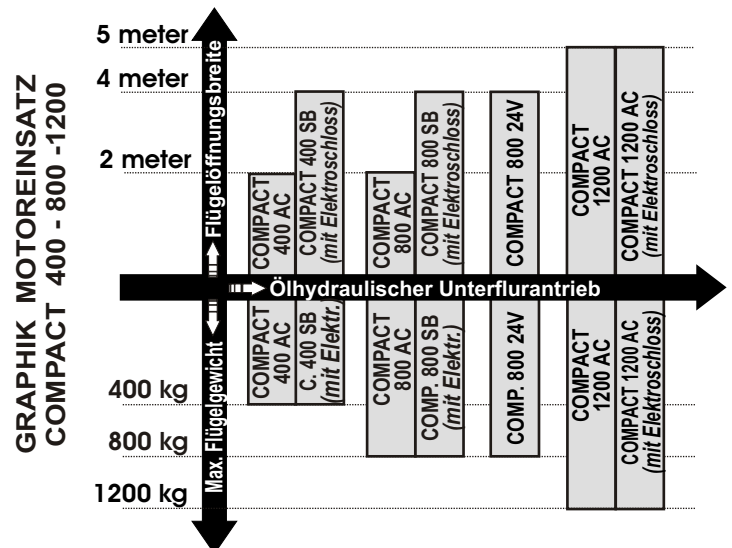 GRAPHIK MOTOREINSATZ
COMPACT 400 - 800 -1200
5 meter
4 meter
2 meter
400 kg
800 kg
1200 kg
Flügelöffnungsbreite
Max. Flügelgewicht
Ölhydraulischer Unterflurantrieb
COMPACT
400 AC
COMPACT 400 SB
(mit Elektroschloss)
COMPACT
800 AC
COMPACT 800 SB
(mit Elektroschloss)
COMPACT 800 24V
COMPACT
1200 AC
COMPACT 1200 AC
(mit Elektroschloss)
COMPACT
400 AC
C. 400 SB
(mit Elektr.)
COMPACT
800 AC
COMP. 800 SB
(mit Elektr.)
COMP. 800 24V
COMPACT
1200 AC
COMPACT 1200 AC
(mit Elektroschloss)